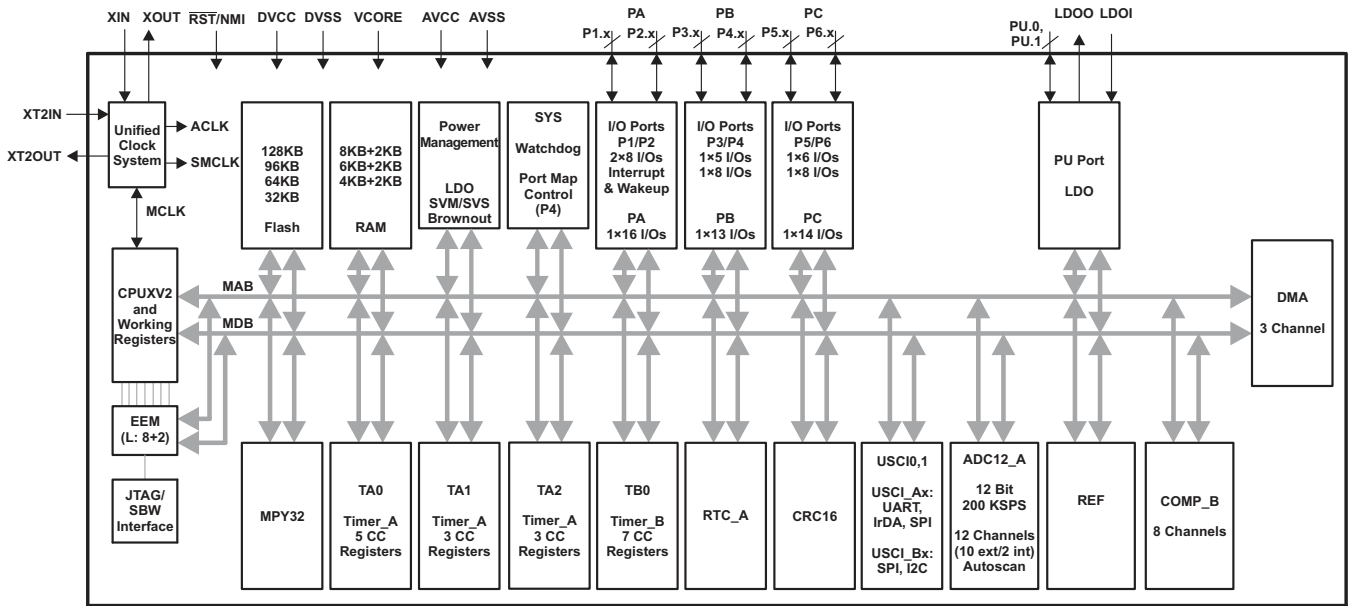 XIN
XOUT
RST/NMI
DVCC
DVSS
VCORE
AVCC
AVSS
PA
P1.x
P2.x
PB
P3.x
P4.x
PC
P5.x
P6.x
PU.0,
PU.1
LDOO
LDOI
XT2IN
XT2OUT
Unified
Clock
System
ACLK
SMCLK
MCLK
128KB
96KB
64KB
32KB
Flash
8KB+2KB
6KB+2KB
4KB+2KB
RAM
Power
Management
LDO
SVM/SVS
Brownout
SYS
Watchdog
Port Map
Control
(P4)
I/O Ports
P1/P2
2×8 I/Os
Interrupt
& Wakeup
PA
1×16 I/Os
I/O Ports
P3/P4
1×5 I/Os
1×8 I/Os
PB
1×13 I/Os
I/O Ports
P5/P6
1×6 I/Os
1×8 I/Os
PC
1×14 I/Os
PU Port
LDO
CPUXV2
and
Working
Registers
MAB
MDB
DMA
3 Channel
EEM
(L: 8+2)
JTAG/
SBW
Interface
MPY32
TA0
Timer_A
5 CC
Registers
TA1
Timer_A
3 CC
Registers
TA2
Timer_A
3 CC
Registers
TB0
Timer_B
7 CC
Registers
RTC_A
CRC16
USCI0,1
USCI_Ax:
UART,
IrDA, SPI
USCI_Bx:
SPI, I2C
ADC12_A
12 Bit
200 KSPS
12 Channels
(10 ext/2 int)
Autoscan
REF
COMP_B
8 Channels